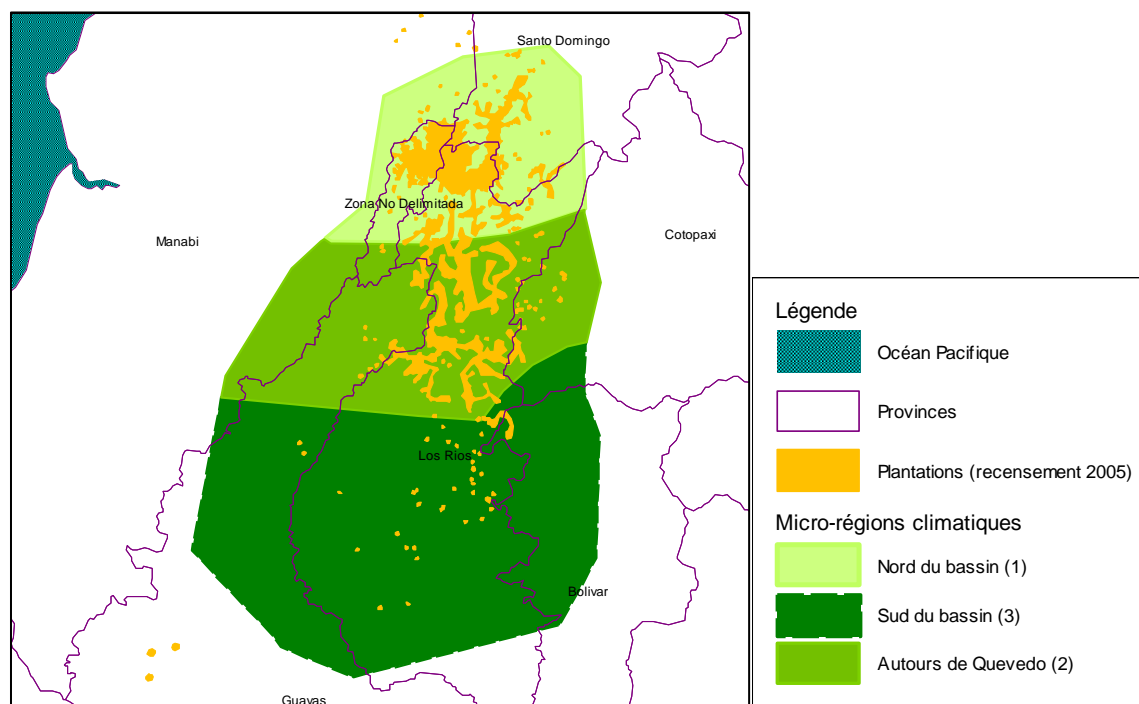 Santo Domingo
Zona No Delimitada
Manabi
Cotopaxi
Los Rios
Bolivar
Guayas
Légende
Océan Pacifique
Provinces
Plantations (recensement 2005)
Micro-régions climatiques
Nord du bassin (1)
Sud du bassin (3)
Autours de Quevedo (2)